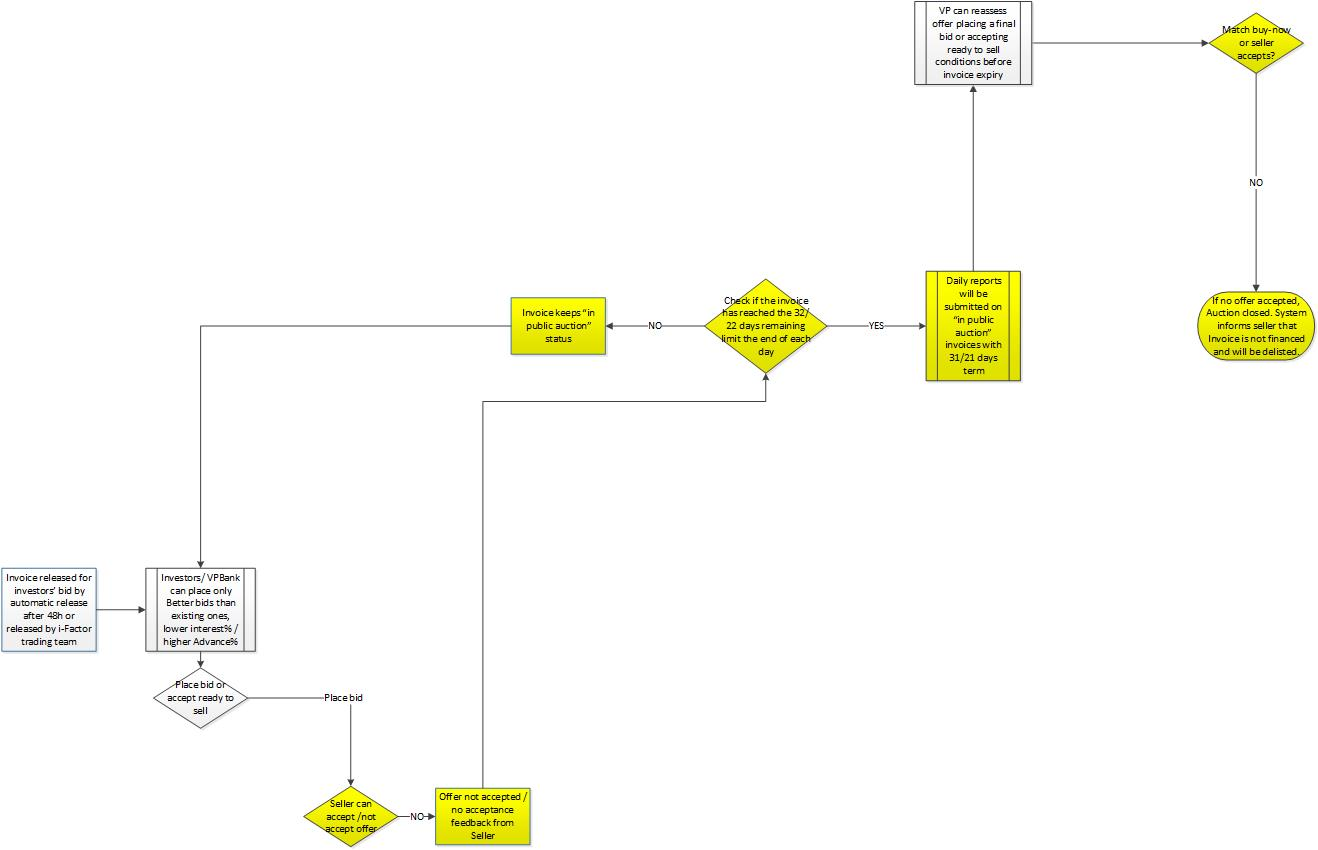 VP can reassess
offer placing a final
bid or accepting
ready to sell
conditions before
invoice expiry
Match buy-now
or seller
accepts?
NO
If no offer accepted,
Auction closed. System
informs seller that
Invoice is not financed
and will be delisted.
Daily reports
will be
submitted on
“in public
auction”
invoices with
31/21 days
term
YES
Check if the invoice
has reached the 32/
22 days remaining
limit the end of each
day
NO
Invoice keeps “in
public auction”
status
Invoice released for
investors’ bid by
automatic release
after 48h or
released by i-Factor
trading team
Investors/ VPBank
can place only
Better bids than
existing ones,
lower interest% /
higher Advance%
Place bid or
accept ready to
sell
Place bid
Seller can
accept /not
accept offer
NO
Offer not accepted /
no acceptance
feedback from
Seller